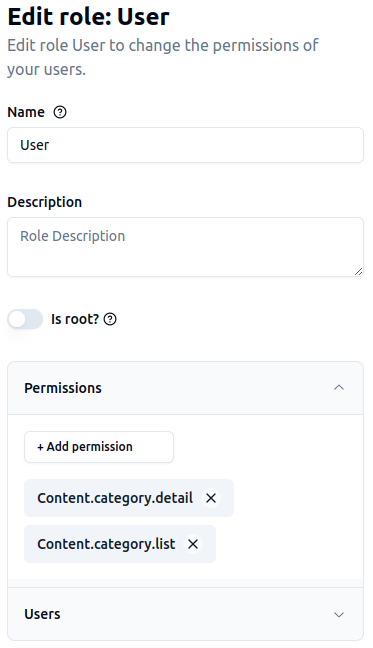 Edit role: User
Edit role User to change the permissions of
your users.
Name
User
Description
Role Description
Is root?
Permissions
+ Add permission
Content.category.detail
Content.category.list
Users